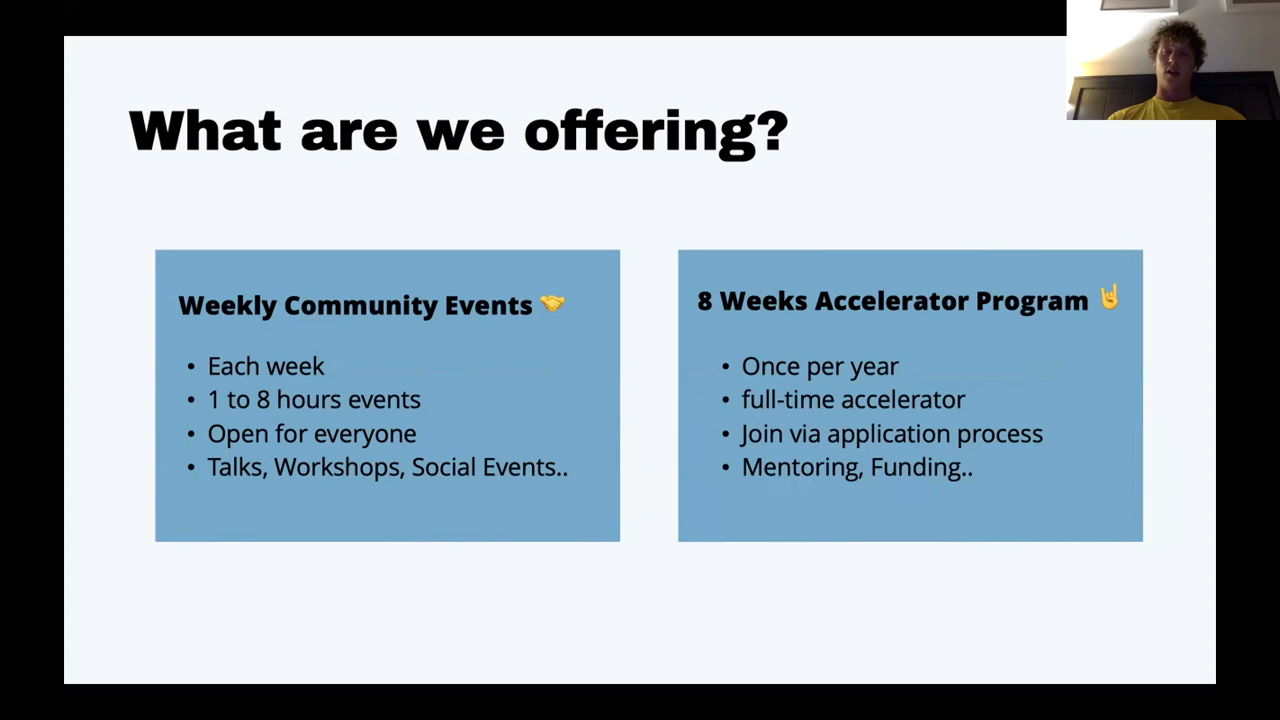 What are we offering?
Weekly Community Events 🤝
• Each week
• 1 to 8 hours events
• Open for everyone
• Talks, Workshops, Social Events..
8 Weeks Accelerator Program 🤘
• Once per year
• full-time accelerator
• Join via application process
• Mentoring, Funding..